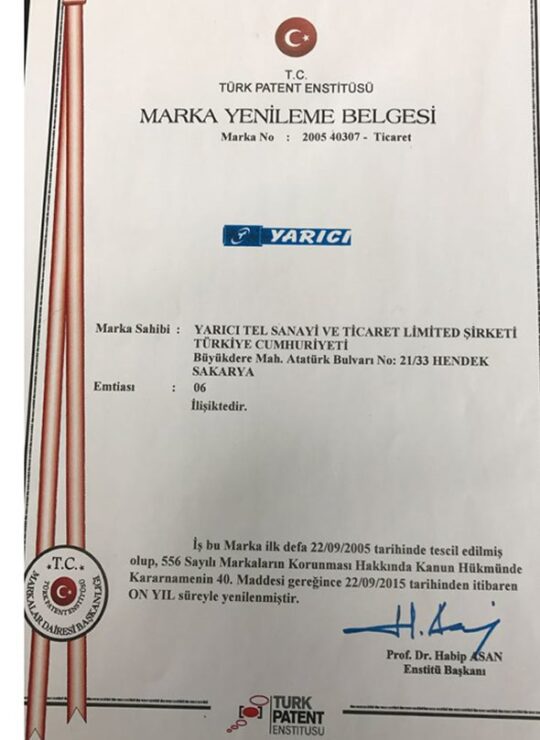 T.C.
TÜRK PATENT ENSTİTÜSÜ
MARKA YENİLEME BELGESİ
Marka No : 2005 40307 - Ticaret
YARICI
Marka Sahibi : YARICI TEL SANAYİ VE TİCARET LİMİTED ŞİRKETİ
TÜRKİYE CUMHURİYETİ
Büyükdere Mah. Atatürk Bulvarı No: 21/33 HENDEK
SAKARYA
Emtiası : 06
İlişiktedir.
İş bu Marka ilk defa 22/09/2005 tarihinde tescil edilmiş
olup, 556 Sayılı Markaların Korunması Hakkında Kanun Hükmünde
Kararnamenin 40. Maddesi gereğince 22/09/2015 tarihinden itibaren
ON YIL süreyle yenilenmiştir.
T.C.
TÜRK PATENT ENSTİTÜSÜ
MARKALAR DAİRESİ BAŞKANLIĞI
Prof. Dr. Habip ASAN
Enstitü Başkanı
TURK
PATENT
ENSTITUSU